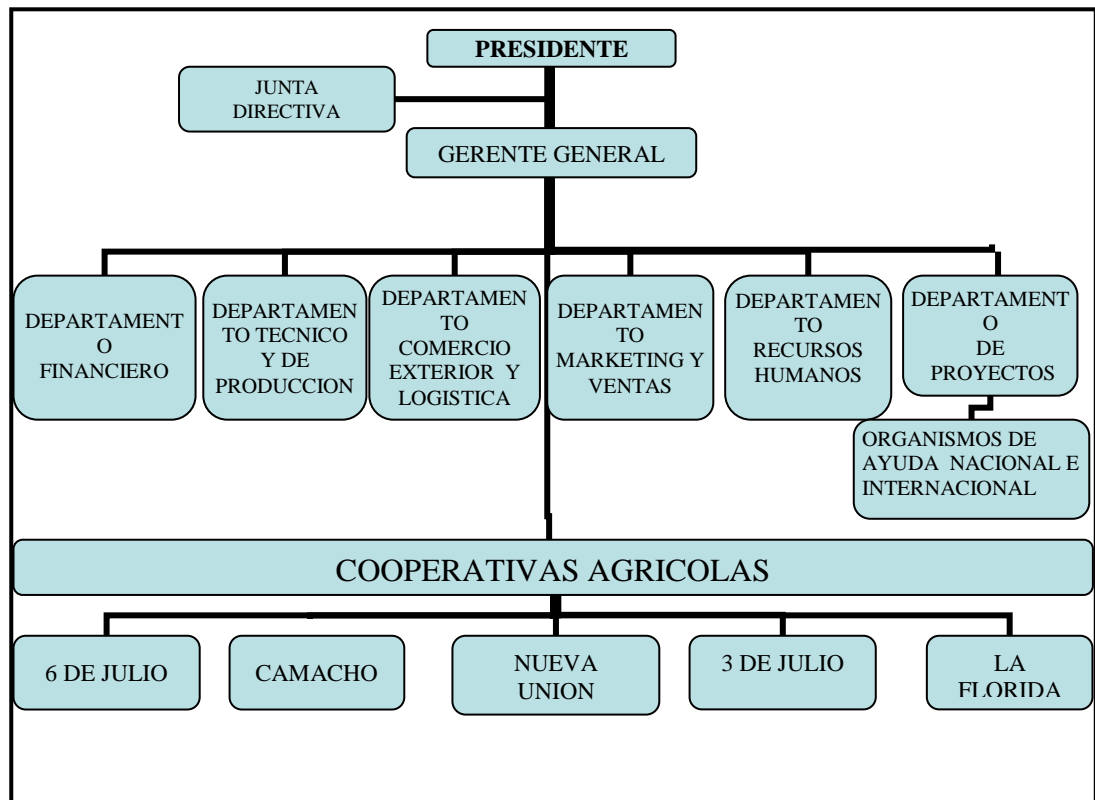 PRESIDENTE
JUNTA
DIRECTIVA
GERENTE GENERAL
DEPARTAMENT
O
FINANCIERO
DEPARTAMEN
TO TECNICO
Y DE
PRODUCCION
DEPARTAMEN
TO
COMERCIO
EXTERIOR Y
LOGISTICA
DEPARTAMEN
TO
MARKETING Y
VENTAS
DEPARTAMEN
TO
RECURSOS
HUMANOS
DEPARTAMENT
O
DE
PROYECTOS
ORGANISMOS DE
AYUDA NACIONAL E
INTERNACIONAL
COOPERATIVAS AGRICOLAS
6 DE JULIO
CAMACHO
NUEVA
UNION
3 DE JULIO
LA
FLORIDA